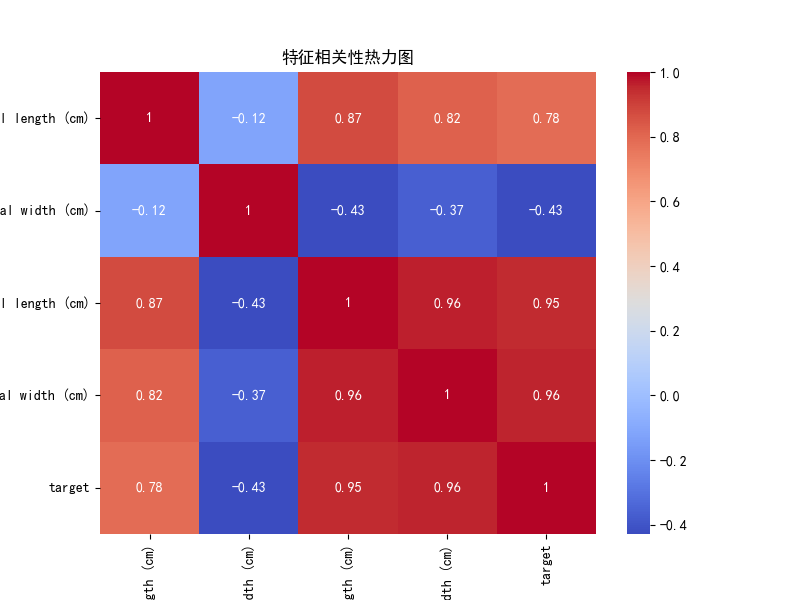 特征相关性热力图
l length (cm) 1 -0.12 0.87 0.82 0.78
al width (cm) -0.12 1 -0.43 -0.37 -0.43
l length (cm) 0.87 -0.43 1 0.96 0.95
al width (cm) 0.82 -0.37 0.96 1 0.96
target 0.78 -0.43 0.95 0.96 1
gth (cm) dth (cm) gth (cm) dth (cm) target
1.0
0.8
0.6
0.4
0.2
0.0
-0.2
-0.4